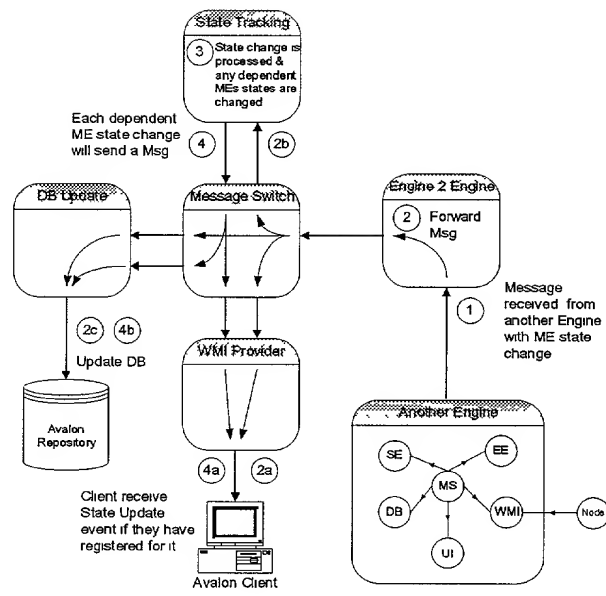 State Tracking
3
State change is
processed &
any dependent
MEs states are
changed
Each dependent
ME state change
will send a Msg
4
2b
DB Update
Message Switch
Engine 2 Engine
2
Forward
Msg
1
Message
received from
another Engine
with ME state
change
2c
4b
Update DB
WMI Provider
Avalon
Repository
4a
2a
Client receive
State Update
event if they have
registered for it
Avalon Client
Another Engine
SE
EE
MS
DB
WMI
Node
UI